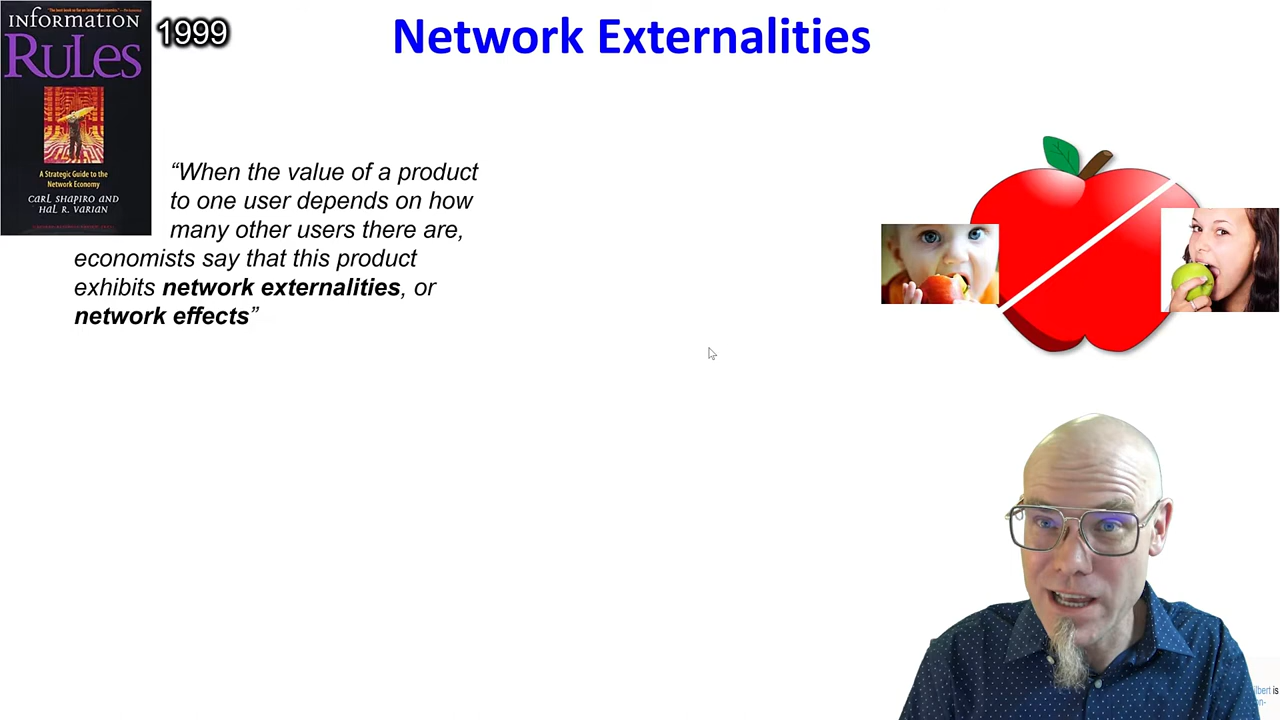 INFORMATION
RULES
A Strategic Guide to the
Network Economy
CARL SHAPIRO AND
HAL R. VARIAN
1999
Network Externalities
“When the value of a product
to one user depends on how
many other users there are,
economists say that this product
exhibits network externalities, or
network effects”
is